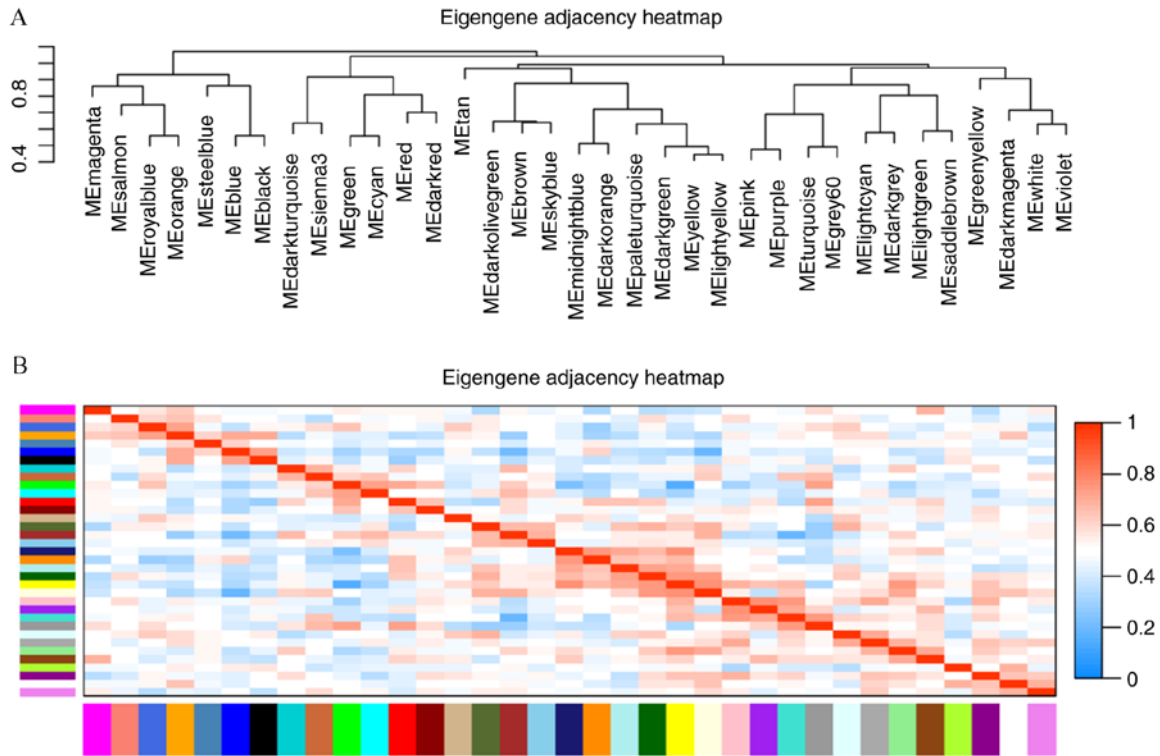 A
Eigengene adjacency heatmap
0.8
0.4
MEmagenta
MEsalmon
MEroyalblue
MEorange
MEsteelblue
MEblue
MEblack
MEdarkturquoise
MEsienna3
MEgreen
MEcyan
MEred
MEdarkred
MEtan
MEdarkolivegreen
MEbrown
MEskyblue
MEmidnightblue
MEdarkorange
MEpaleturquoise
MEdarkgreen
MEyellow
MElightyellow
MEpink
MEpurple
MEturquoise
MEgrey60
MElightcyan
MEdarkgrey
MElightgreen
MEsaddlebrown
MEgreenyellow
MEdarkmagenta
MEwhite
MEviolet
B
Eigengene adjacency heatmap
1
0.8
0.6
0.4
0.2
0